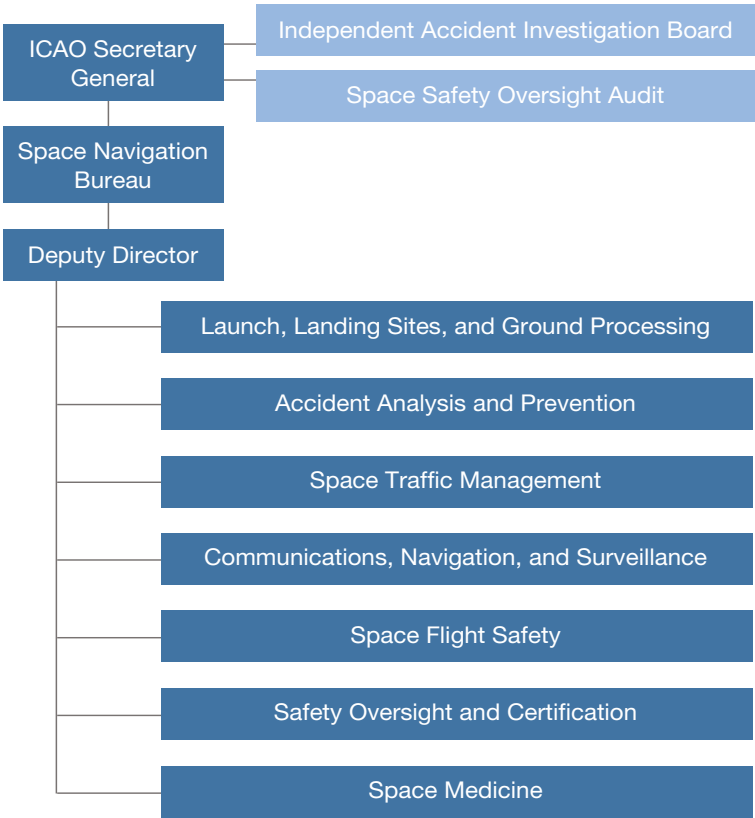 Independent Accident Investigation Board
ICAO Secretary
General
Space Safety Oversight Audit
Space Navigation
Bureau
Deputy Director
Launch, Landing Sites, and Ground Processing
Accident Analysis and Prevention
Space Traffic Management
Communications, Navigation, and Surveillance
Space Flight Safety
Safety Oversight and Certification
Space Medicine